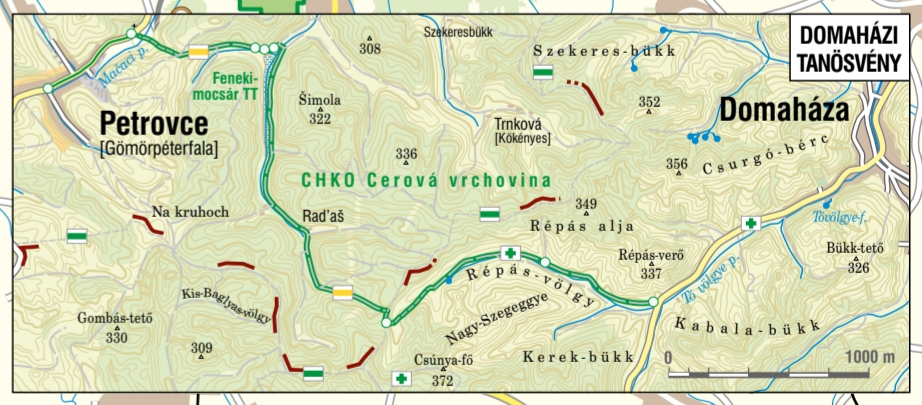 DOMAHÁZI
TANÖSVÉNY
308
Szekeresbükk
Szekeres-bükk
Macaci p.
Feneki-
mocsár TT
Šimola
322
352
Domaháza
Petrovce
[Gömörpéterfala]
Trnková
[Kökényes]
336
356
Csurgó-bérc
CHKO Cerová vrchovina
Na kruhoch
Rad'aš
349
Répás alja
Tóvölgye-f.
Bükk-tető
326
Répás-verő
337
Répás-völgy
Tó völgye p.
Kis-Baglyas-völgy
Gombás-tető
330
309
Nagy-Szegeggye
Kabala-bükk
Csúnya-fő
372
Kerek-bükk
0
1000 m